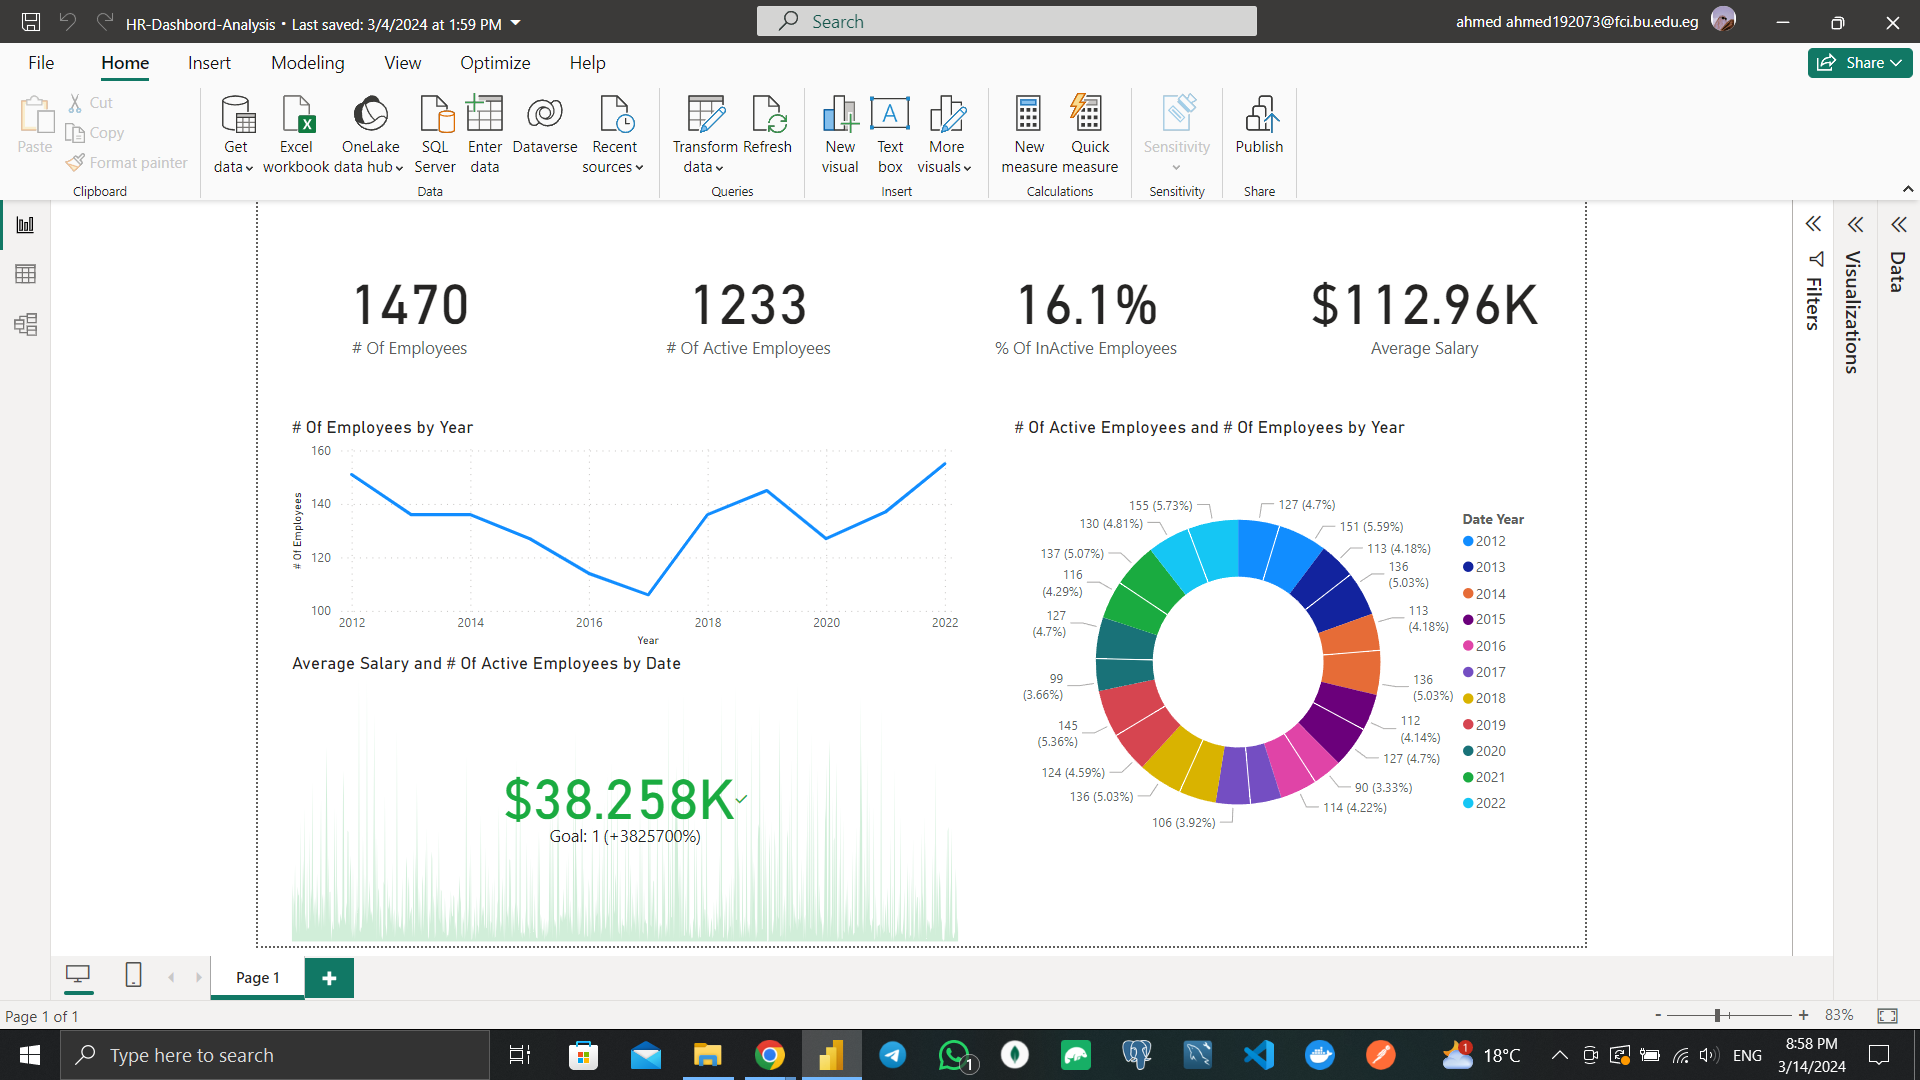 HR-Dashbord-Analysis • Last saved: 3/4/2024 at 1:59 PM
Search
ahmed ahmed192073@fci.bu.edu.eg
File
Home
Insert
Modeling
View
Optimize
Help
Share
Paste
Cut
Copy
Format painter
Clipboard
Get data
Excel workbook
OneLake data hub
SQL Server
Enter data
Dataverse
Recent sources
Data
Transform data
Refresh
Queries
New visual
Text box
More visuals
Insert
New measure
Quick measure
Calculations
Sensitivity
Sensitivity
Publish
Share
1470
# Of Employees
1233
# Of Active Employees
16.1%
% Of InActive Employees
$112.96K
Average Salary
# Of Employees by Year
# Of Employees
160
140
120
100
2012
2014
2016
2018
2020
2022
Year
Average Salary and # Of Active Employees by Date
$38.258K
Goal: 1 (+3825700%)
# Of Active Employees and # Of Employees by Year
127 (4.7%)
151 (5.59%)
113 (4.18%)
136
(5.03%)
113
(4.18%)
136
(5.03%)
112
(4.14%)
127 (4.7%)
90 (3.33%)
114 (4.22%)
106 (3.92%)
136 (5.03%)
124 (4.59%)
145
(5.36%)
99
(3.66%)
127
(4.7%)
116
(4.29%)
137 (5.07%)
130 (4.81%)
155 (5.73%)
Date Year
2012
2013
2014
2015
2016
2017
2018
2019
2020
2021
2022
Filters
Visualizations
Data
Page 1
Page 1 of 1
- + 83%
Type here to search
1
1
18°C
ENG
8:58 PM
3/14/2024